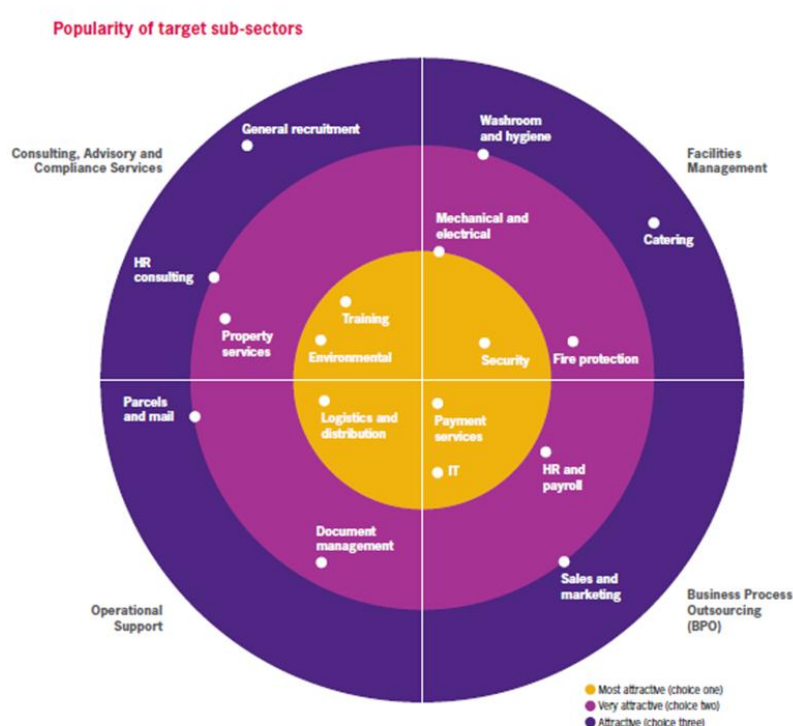 Popularity of target sub-sectors
Consulting, Advisory and
Compliance Services
General recruitment
HR
consulting
Property
services
Training
Environmental
Washroom
and hygiene
Facilities
Management
Mechanical and
electrical
Catering
Security
Fire protection
Parcels
and mail
Logistics and
distribution
Document
management
Operational
Support
Payment
services
IT
HR and
payroll
Sales and
marketing
Business Process
Outsourcing
(BPO)
Most attractive (choice one)
Very attractive (choice two)
Attractive (choice three)